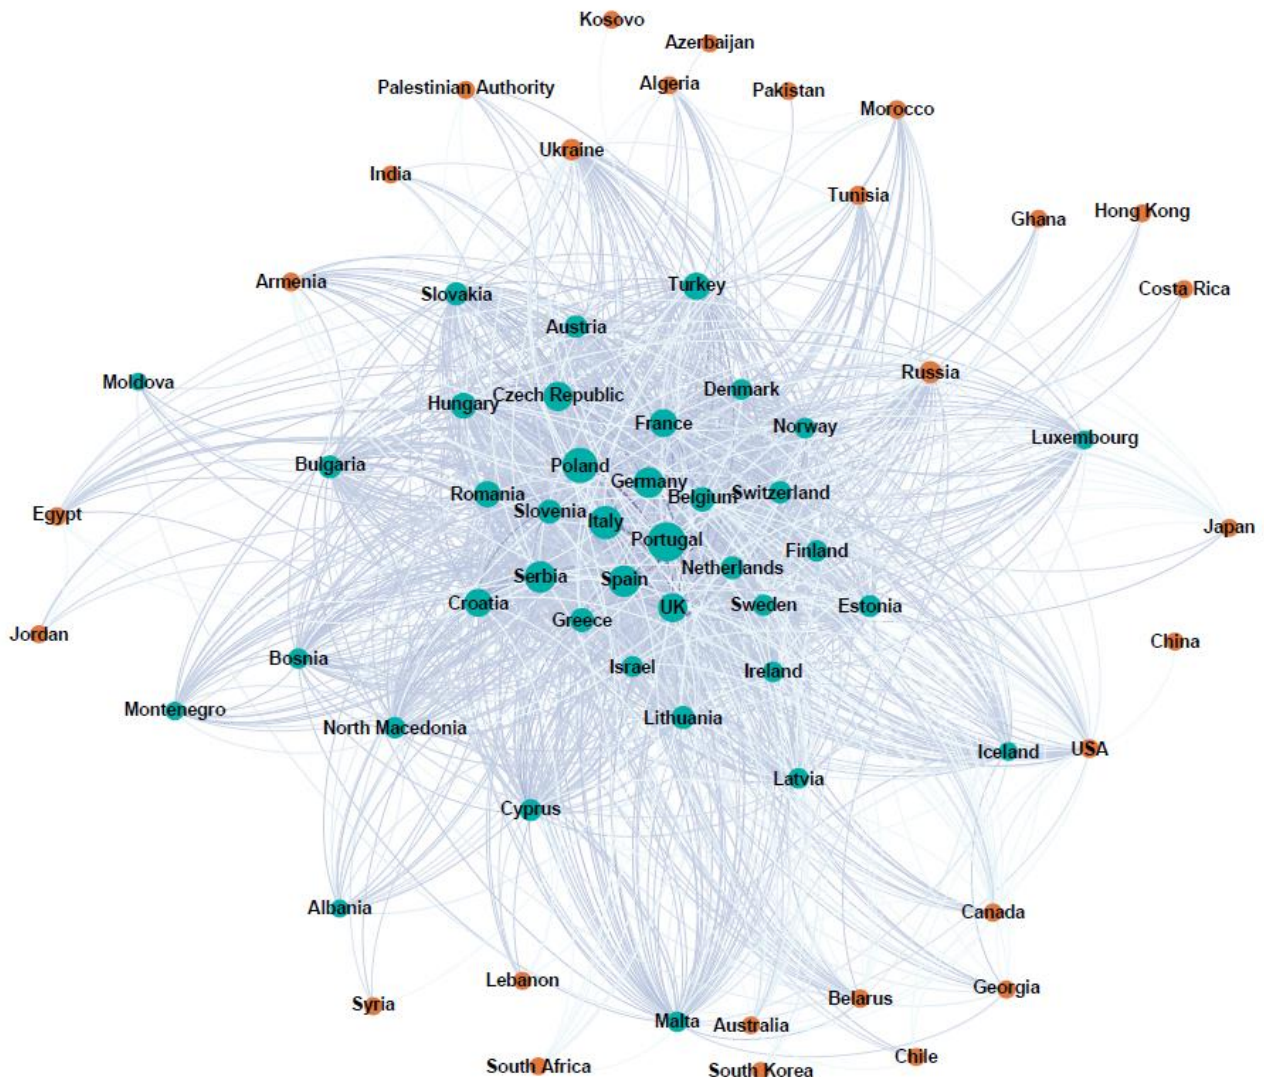 Kosovo
Azerbaijan
Algeria
Palestinian Authority
Pakistan
Morocco
Ukraine
India
Tunisia
Ghana
Hong Kong
Armenia
Slovakia
Turkey
Costa Rica
Austria
Moldova
Russia
Denmark
Czech Republic
Hungary
France
Norway
Luxembourg
Bulgaria
Poland
Germany
Romania
Belgium
Switzerland
Slovenia
Egypt
Italy
Japan
Portugal
Finland
Netherlands
Serbia
Spain
Croatia
UK
Sweden
Estonia
Greece
Jordan
China
Bosnia
Israel
Ireland
Montenegro
Lithuania
North Macedonia
Iceland
USA
Latvia
Cyprus
Albania
Canada
Lebanon
Georgia
Belarus
Syria
Malta
Australia
Chile
South Africa
South Korea